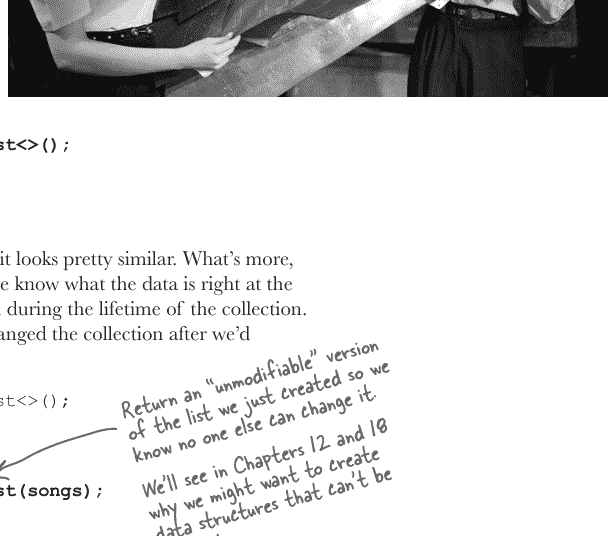 st<>();
it looks pretty similar. What’s more,
e know what the data is right at the
during the lifetime of the collection.
anged the collection after we’d
st<>();
Return an “unmodifiable” version
of the list we just created so we
know no one else can change it.
We’ll see in Chapters 12 and 18
why we might want to create
data structures that can’t be
st(songs);